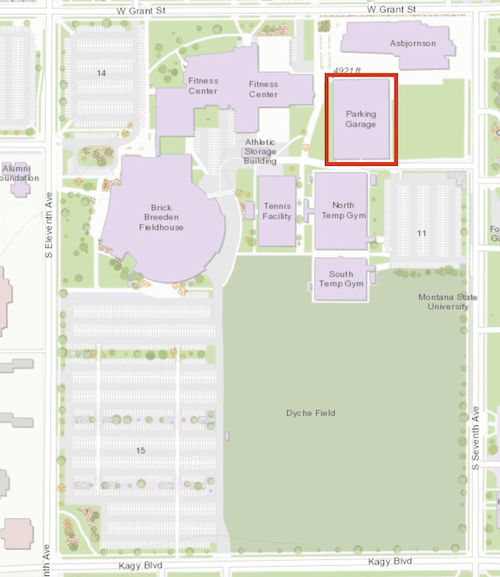 W Grant St
W Grant St
Asbjornson
14
Fitness
Center
Fitness
Center
4921 ft
Parking
Garage
Athletic
Storage
Building
Alumni
oundation
S Eleventh Ave
Brick
Breeden
Fieldhouse
Tennis
Facility
North
Temp Gym
11
South
Temp Gym
Montana State
University
Fo
Ga
Dyche Field
15
S Seventh Ave
nth Ave
Kagy Blvd
Kagy Blvd